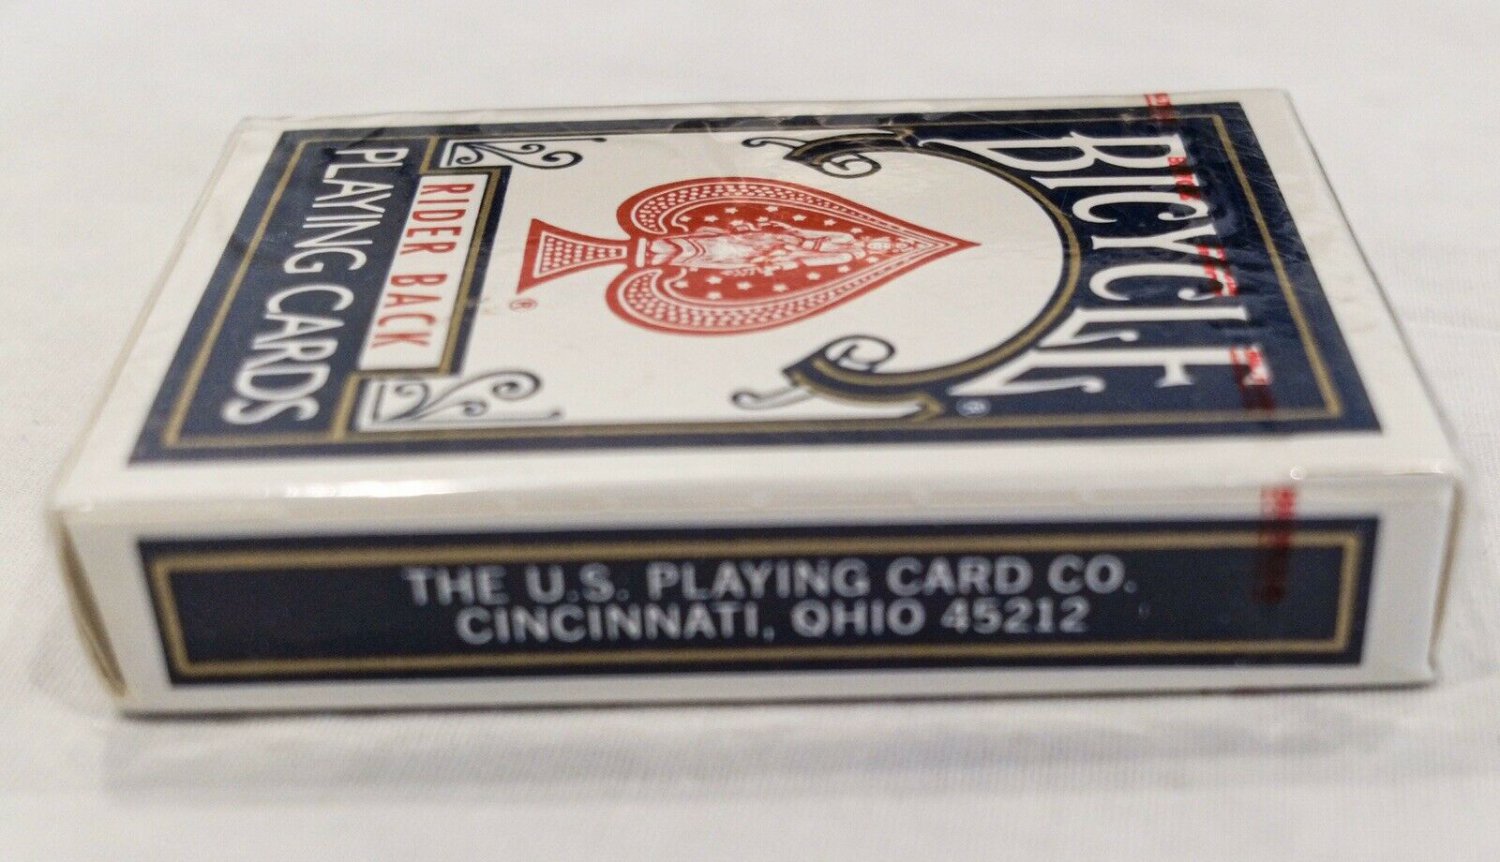 BICYCLE®
®
RIDER BACK
PLAYING CARDS
THE U.S. PLAYING CARD CO.
CINCINNATI, OHIO 45212